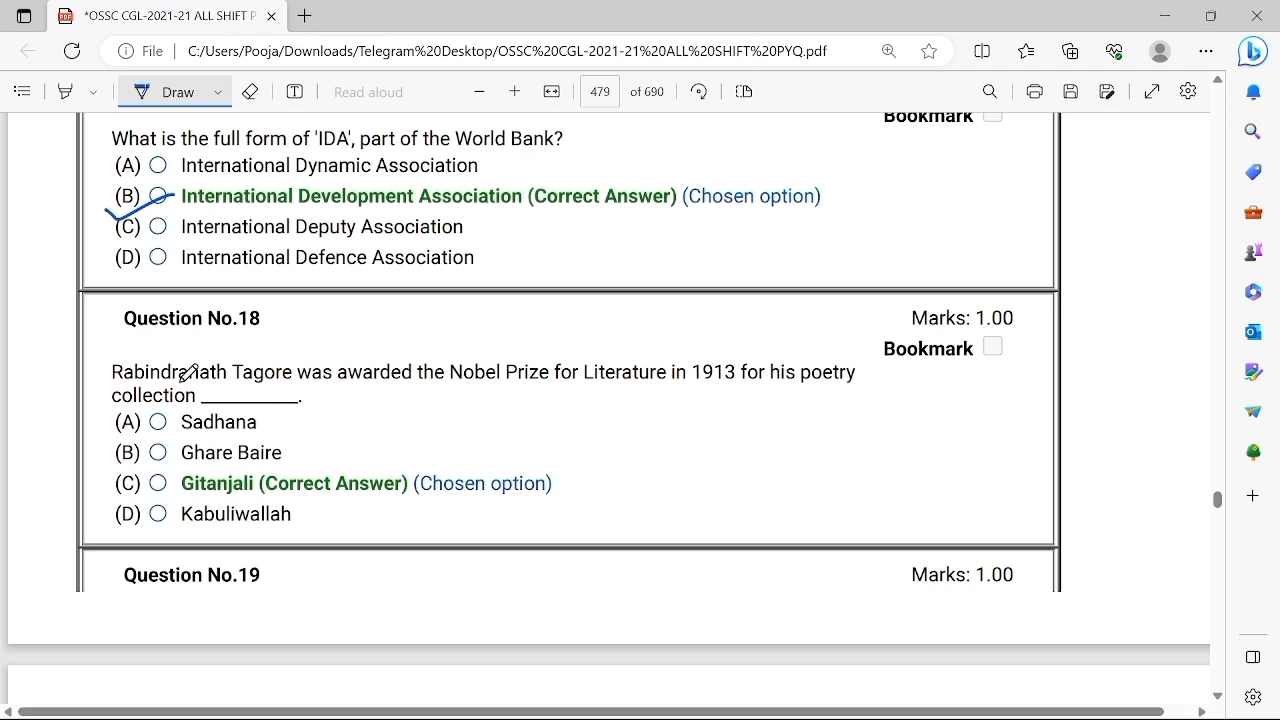 *OSSC CGL-2021-21 ALL SHIFT P
File C:/Users/Pooja/Downloads/Telegram%20Desktop/OSSC%20CGL-2021-21%20ALL%20SHIFT%20PYQ.pdf
Draw Read aloud 479 of 690
Bookmark
What is the full form of 'IDA', part of the World Bank?
(A) International Dynamic Association
(B) International Development Association (Correct Answer) (Chosen option)
(C) International Deputy Association
(D) International Defence Association
Question No.18 Marks: 1.00
Bookmark
Rabindranath Tagore was awarded the Nobel Prize for Literature in 1913 for his poetry
collection __________.
(A) Sadhana
(B) Ghare Baire
(C) Gitanjali (Correct Answer) (Chosen option)
(D) Kabuliwallah
Question No.19 Marks: 1.00